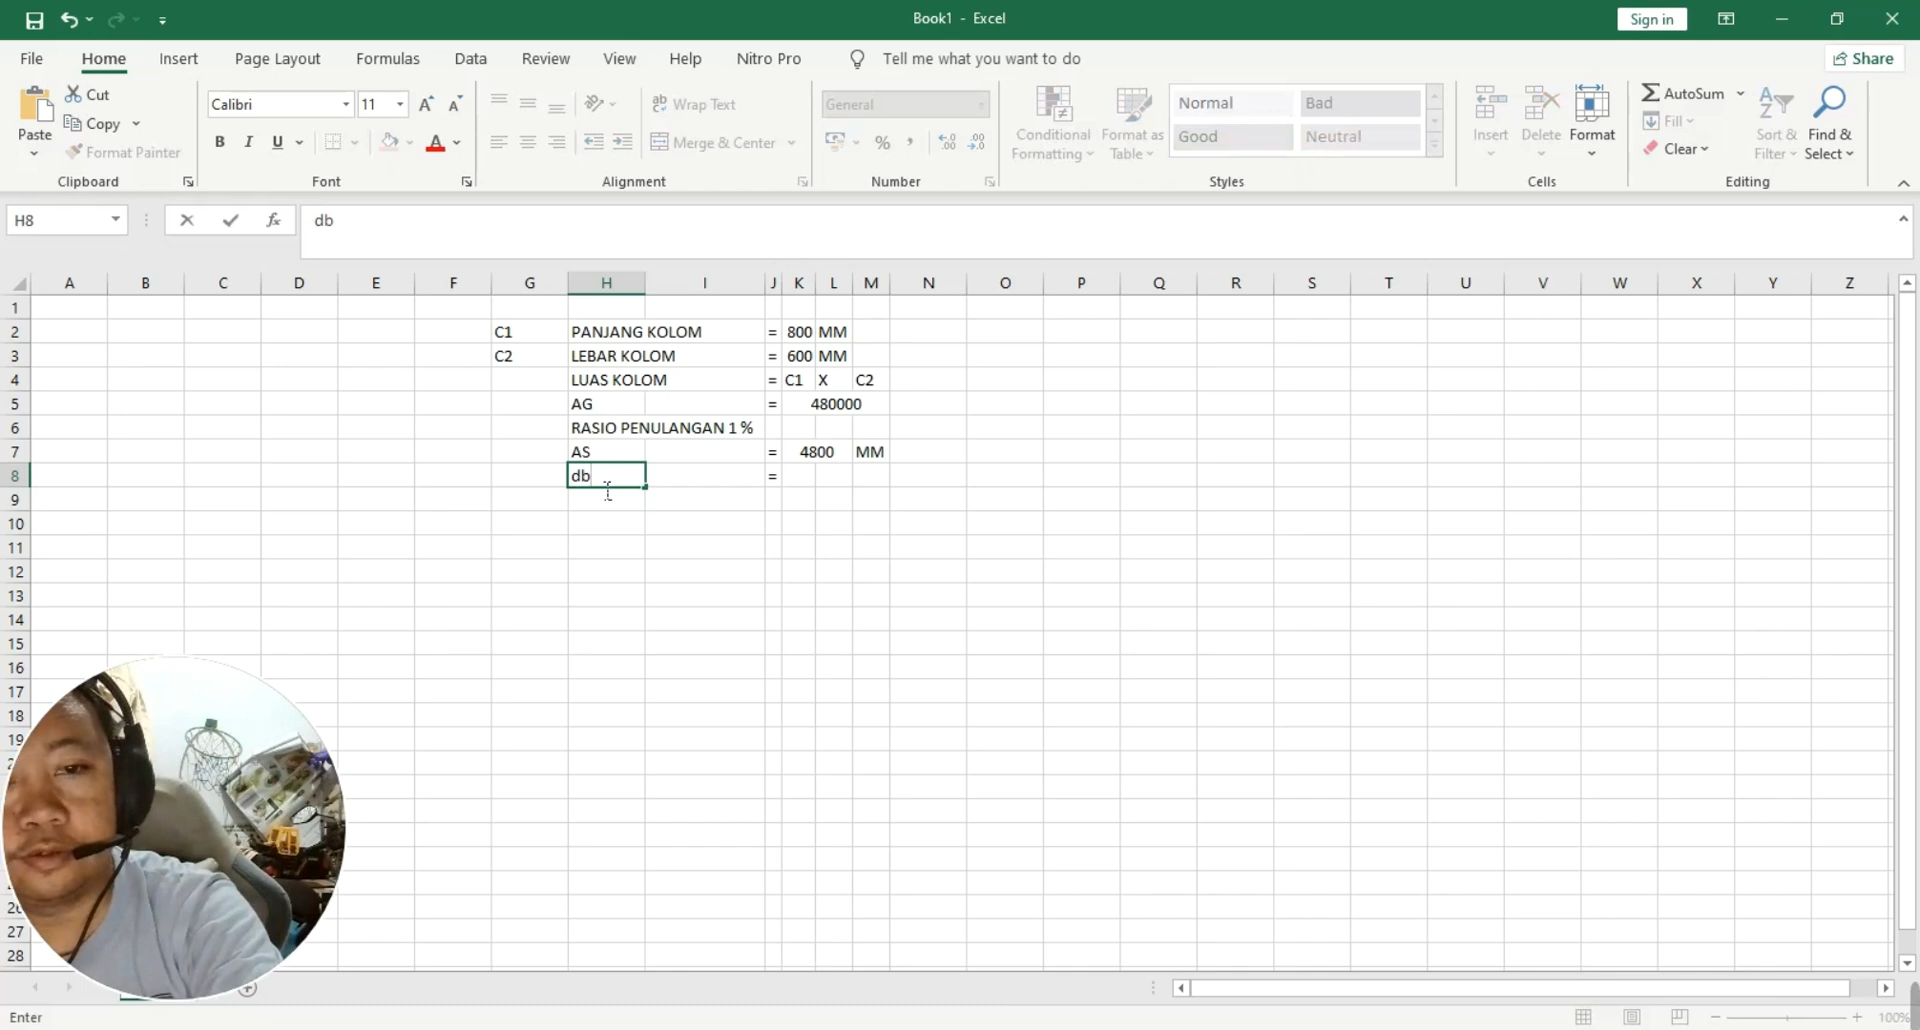 Book1 - Excel
Sign in
File Home Insert Page Layout Formulas Data Review View Help Nitro Pro Tell me what you want to do Share
Paste Cut Copy Format Painter Clipboard
Calibri 11 A A B I U A Font
Wrap Text Merge & Center Alignment
General % , Number
Conditional Formatting Format as Table Normal Bad Good Neutral Styles
Insert Delete Format Cells
AutoSum Fill Clear Sort & Filter Find & Select Editing
H8 fx db
A B C D E F G H I J K L M N O P Q R S T U V W X Y Z
1
2 C1 PANJANG KOLOM = 800 MM
3 C2 LEBAR KOLOM = 600 MM
4 LUAS KOLOM = C1 X C2
5 AG = 480000
6 RASIO PENULANGAN 1 %
7 AS = 4800 MM
8 db =
9
10
11
12
13
14
15
16
17
18
19
27
28
Enter 100%